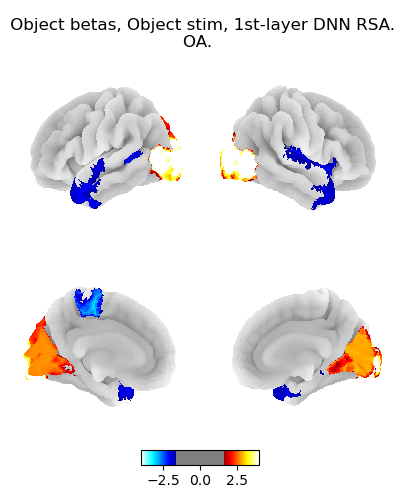 Object betas, Object stim, 1st-layer DNN RSA.
OA.
−2.5 0.0 2.5